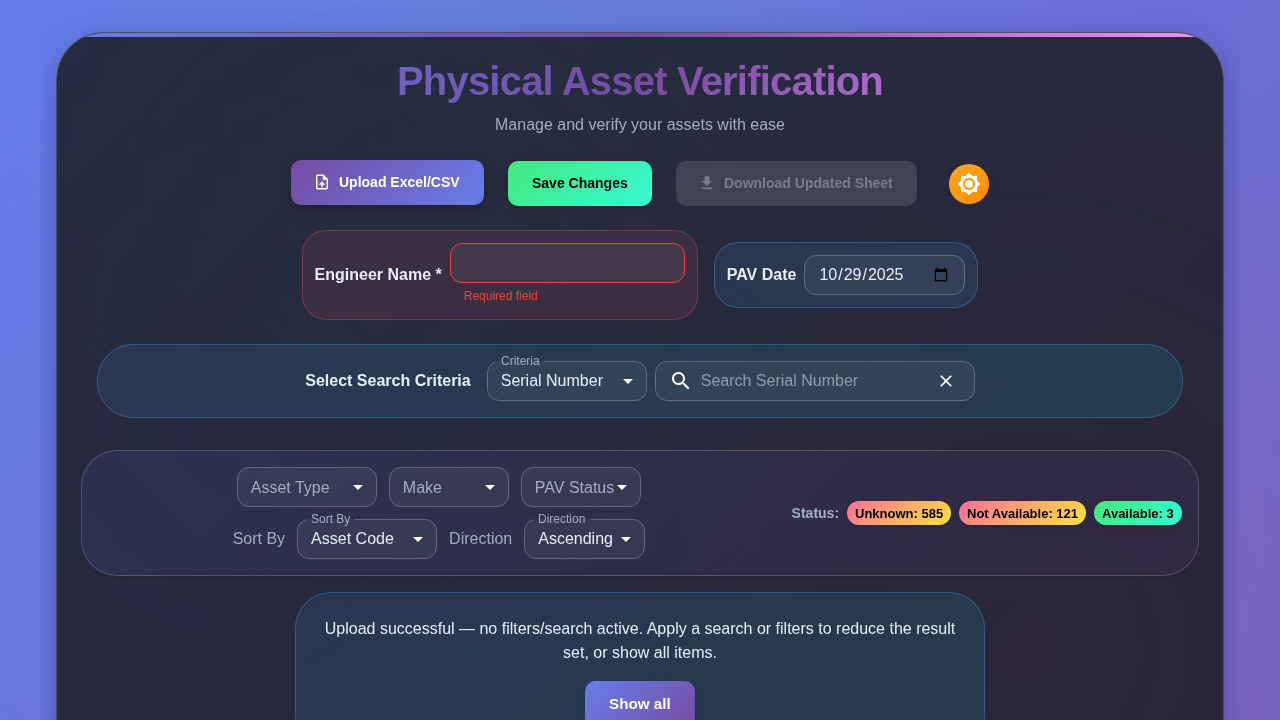 Physical Asset Verification
Manage and verify your assets with ease
Upload Excel/CSV
Save Changes
Download Updated Sheet
Engineer Name *
Required field
PAV Date
10/29/2025
Select Search Criteria
Criteria
Serial Number
Search Serial Number
Asset Type
Make
PAV Status
Sort By
Sort By
Asset Code
Direction
Direction
Ascending
Status:
Unknown: 585
Not Available: 121
Available: 3
Upload successful — no filters/search active. Apply a search or filters to reduce the result
set, or show all items.
Show all